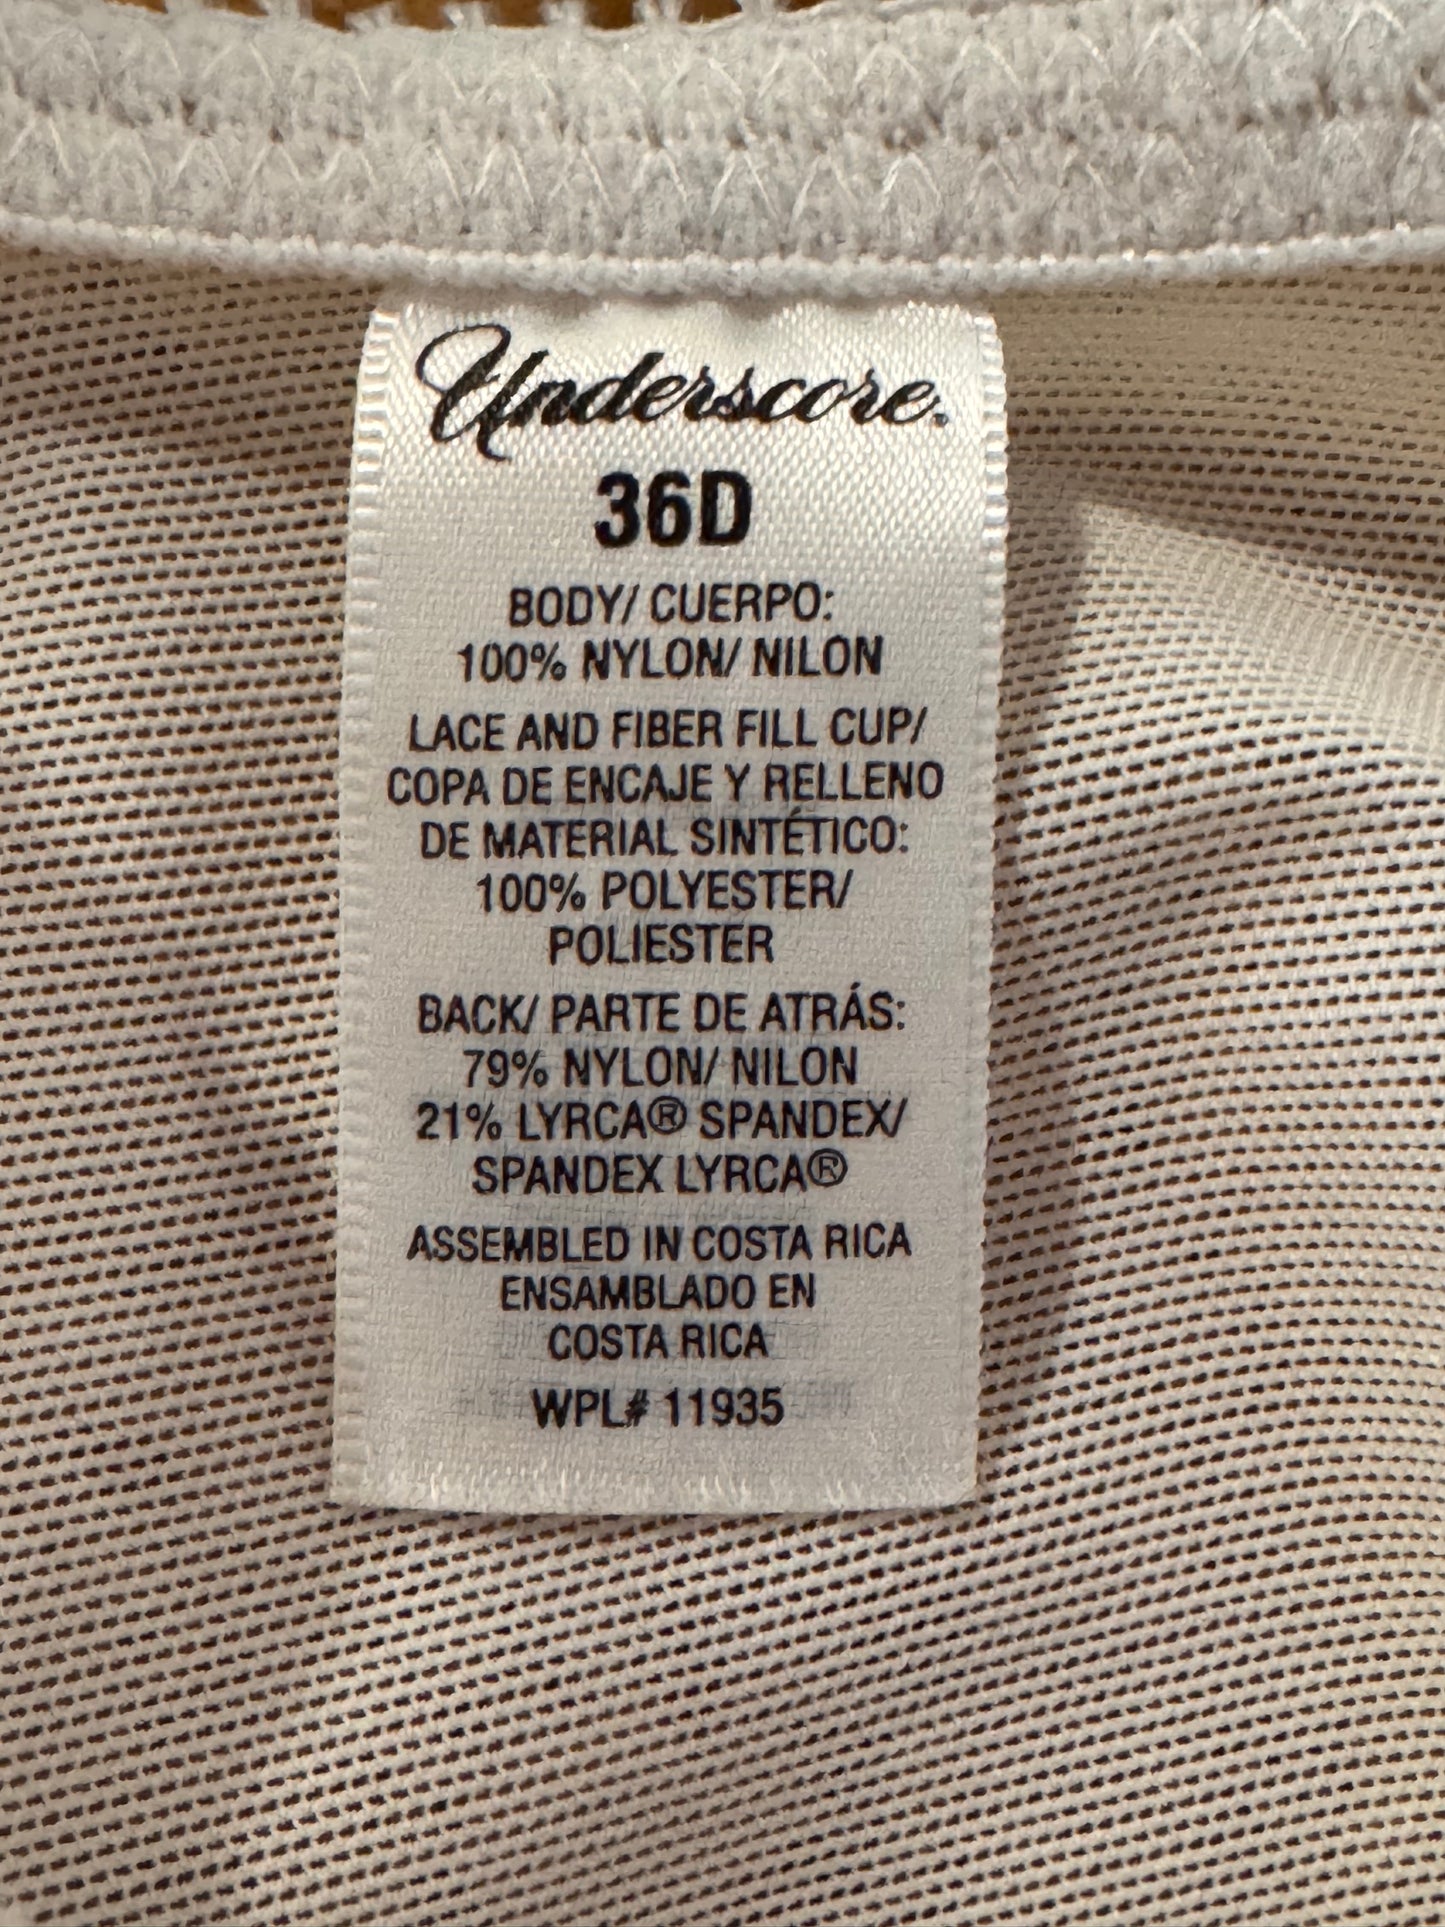 Underscore.
36D
BODY/ CUERPO:
100% NYLON/ NILON
LACE AND FIBER FILL CUP/
COPA DE ENCAJE Y RELLENO
DE MATERIAL SINTÉTICO:
100% POLYESTER/
POLIESTER
BACK/ PARTE DE ATRÁS:
79% NYLON/ NILON
21% LYRCA® SPANDEX/
SPANDEX LYRCA®
ASSEMBLED IN COSTA RICA
ENSAMBLADO EN
COSTA RICA
WPL# 11935